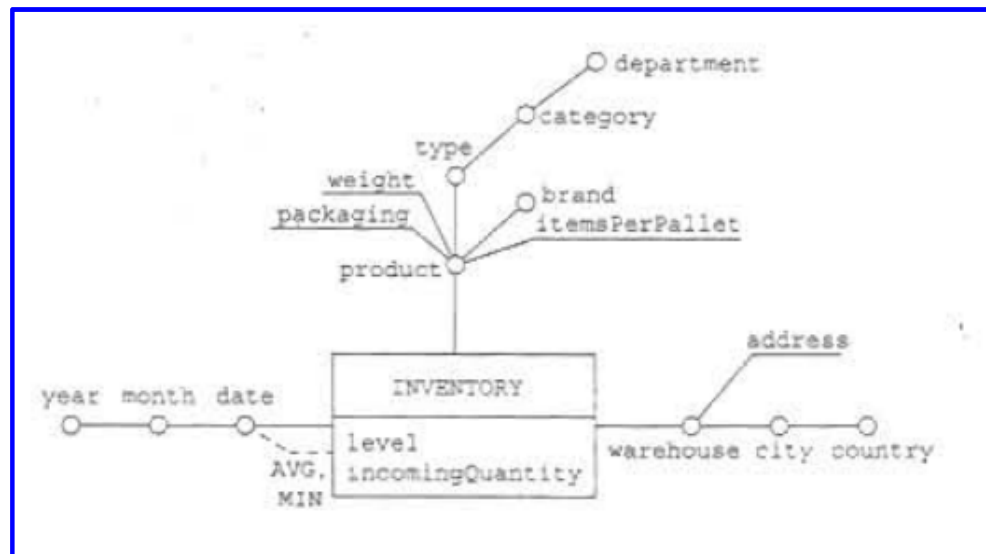 department
category
type
weight
brand
packaging
itemsPerPallet
product
address
INVENTORY
year month date
level
warehouse city country
AVG,
incomingQuantity
MIN